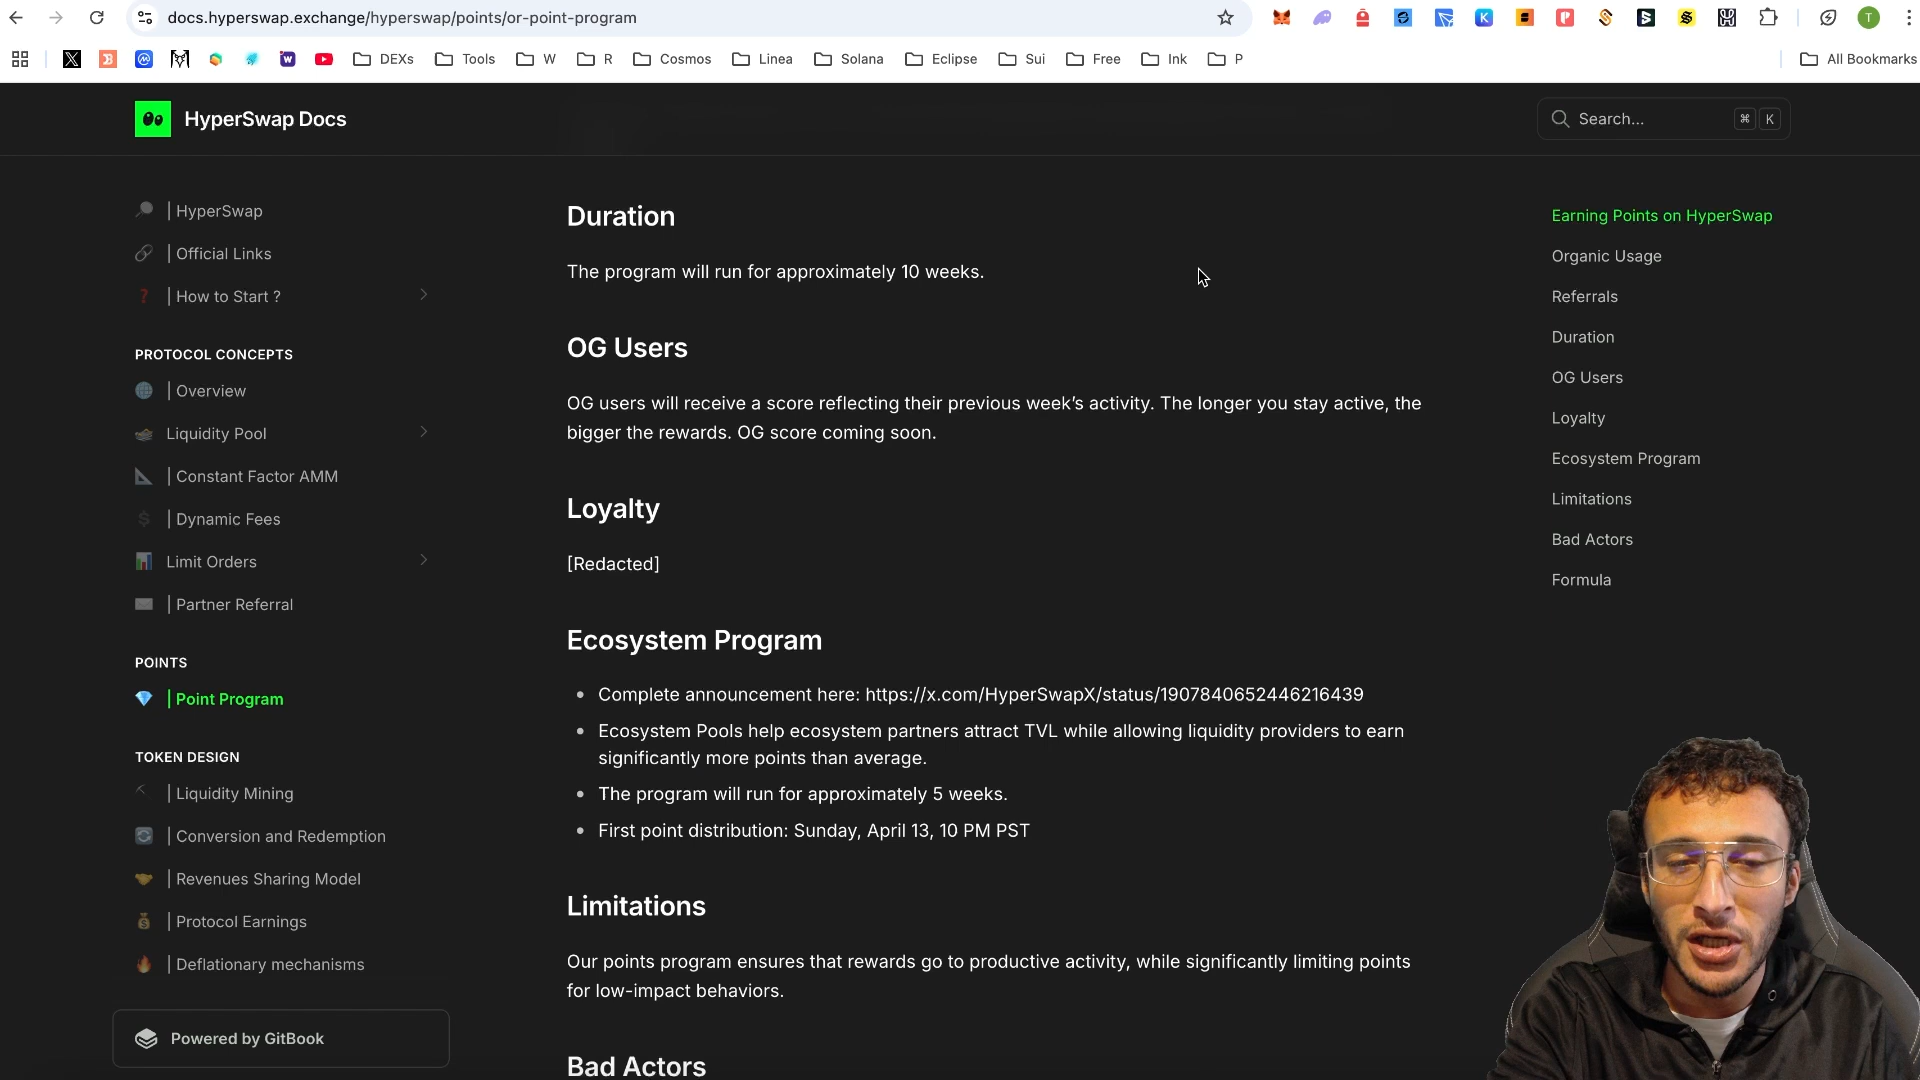 docs.hyperswap.exchange/hyperswap/points/or-point-program
T
DEXs
Tools
W
R
Cosmos
Linea
Solana
Eclipse
Sui
Free
Ink
P
All Bookmarks
HyperSwap Docs
Search...
⌘ K
| HyperSwap
| Official Links
| How to Start ?
PROTOCOL CONCEPTS
| Overview
Liquidity Pool
| Constant Factor AMM
| Dynamic Fees
Limit Orders
| Partner Referral
POINTS
| Point Program
TOKEN DESIGN
| Liquidity Mining
| Conversion and Redemption
| Revenues Sharing Model
| Protocol Earnings
| Deflationary mechanisms
Powered by GitBook
Duration
The program will run for approximately 10 weeks.
OG Users
OG users will receive a score reflecting their previous week’s activity. The longer you stay active, the
bigger the rewards. OG score coming soon.
Loyalty
[Redacted]
Ecosystem Program
• Complete announcement here: https://x.com/HyperSwapX/status/1907840652446216439
• Ecosystem Pools help ecosystem partners attract TVL while allowing liquidity providers to earn
significantly more points than average.
• The program will run for approximately 5 weeks.
• First point distribution: Sunday, April 13, 10 PM PST
Limitations
Our points program ensures that rewards go to productive activity, while significantly limiting points
for low-impact behaviors.
Bad Actors
Earning Points on HyperSwap
Organic Usage
Referrals
Duration
OG Users
Loyalty
Ecosystem Program
Limitations
Bad Actors
Formula